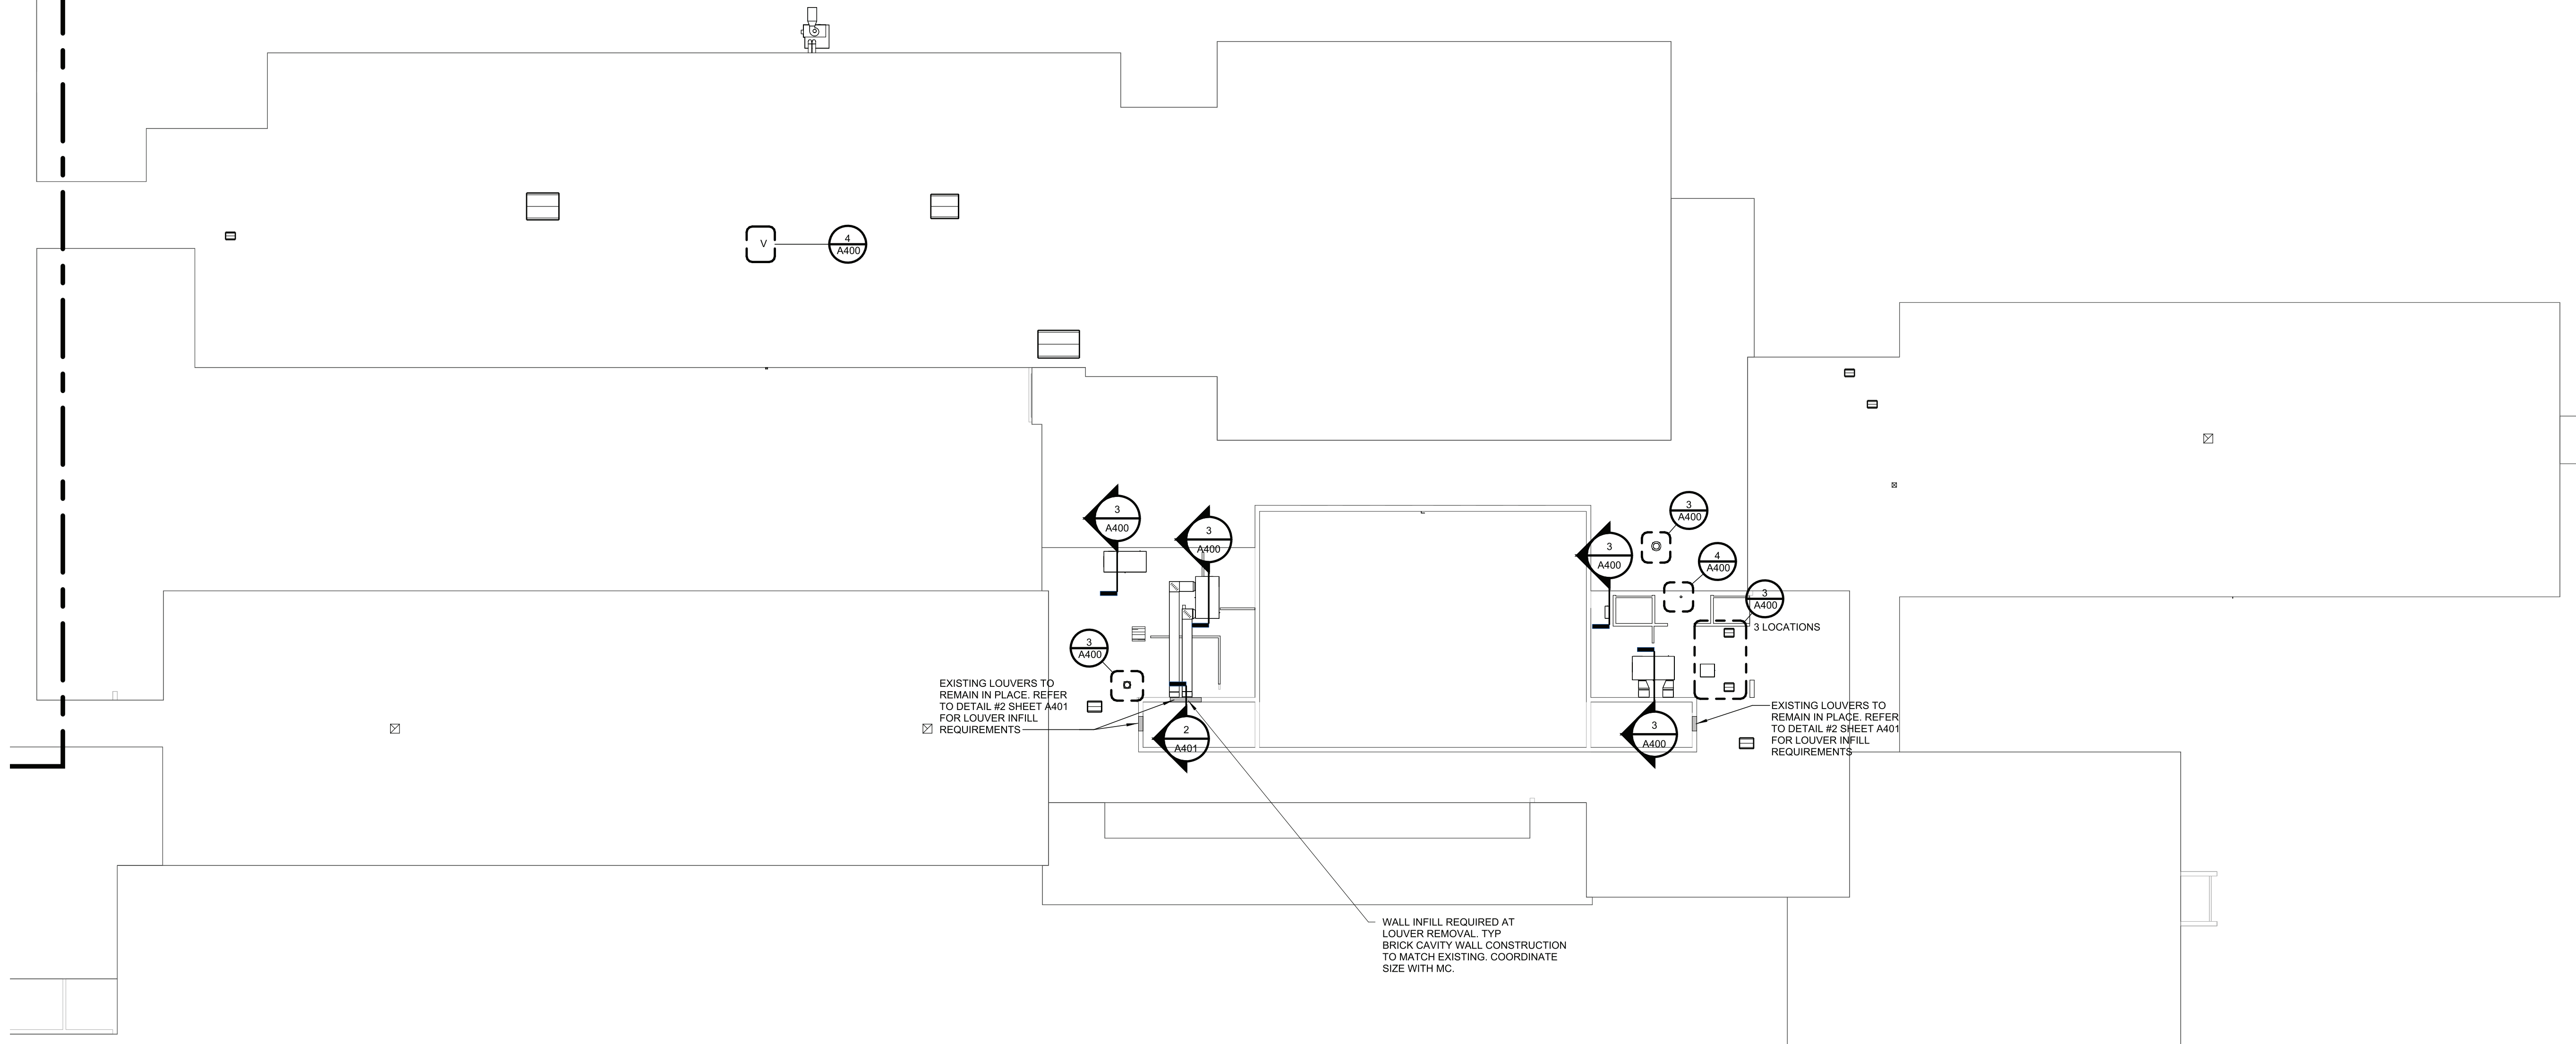 V
4
A400
3
A400
3
A400
3
A400
3
A400
4
A400
3
A400
3 LOCATIONS
3
A400
EXISTING LOUVERS TO
REMAIN IN PLACE. REFER
TO DETAIL #2 SHEET A401
FOR LOUVER INFILL
REQUIREMENTS
2
A401
3
A400
EXISTING LOUVERS TO
REMAIN IN PLACE. REFER
TO DETAIL #2 SHEET A401
FOR LOUVER INFILL
REQUIREMENTS
WALL INFILL REQUIRED AT
LOUVER REMOVAL. TYP
BRICK CAVITY WALL CONSTRUCTION
TO MATCH EXISTING. COORDINATE
SIZE WITH MC.